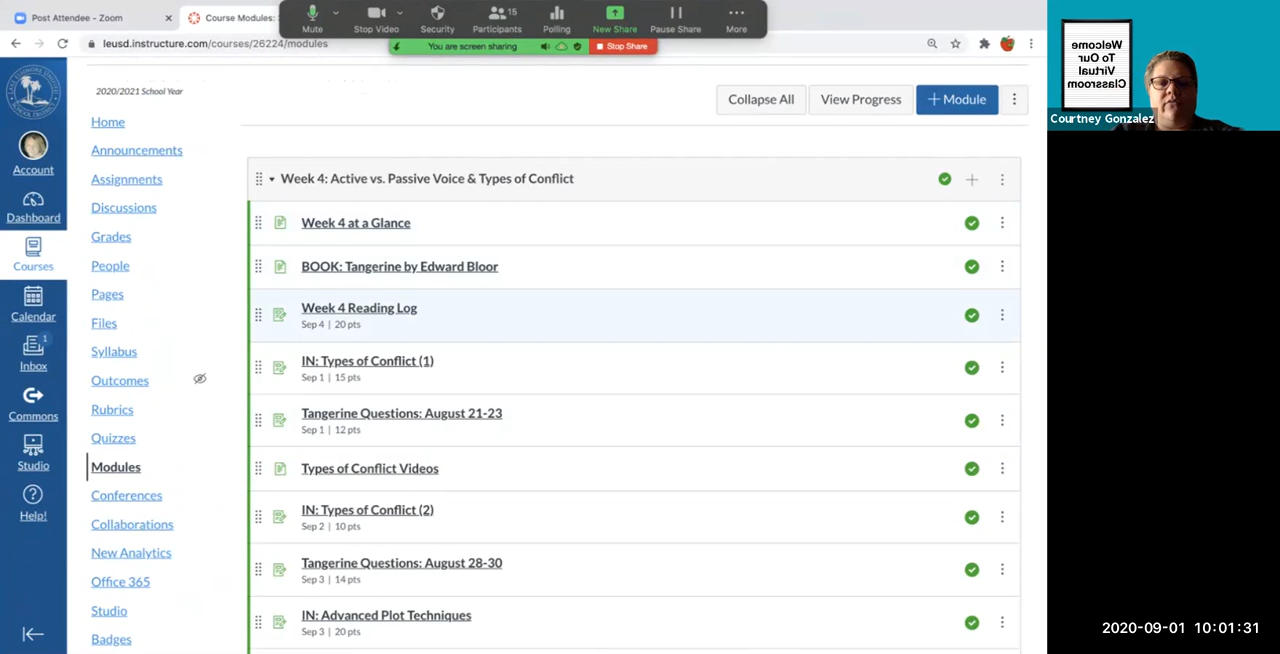 Post Attendee - Zoom
Course Modules:
Mute
Stop Video
Security
Participants
15
Polling
New Share
Pause Share
More
leusd.instructure.com/courses/26224/modules
You are screen sharing
Stop Share
2020/2021 School Year
Collapse All
View Progress
+ Module
Account
Dashboard
Courses
Calendar
Inbox
1
Commons
Studio
Help!
Home
Announcements
Assignments
Discussions
Grades
People
Pages
Files
Syllabus
Outcomes
Rubrics
Quizzes
Modules
Conferences
Collaborations
New Analytics
Office 365
Studio
Badges
Week 4: Active vs. Passive Voice & Types of Conflict
Week 4 at a Glance
BOOK: Tangerine by Edward Bloor
Week 4 Reading Log
Sep 4 | 20 pts
IN: Types of Conflict (1)
Sep 1 | 15 pts
Tangerine Questions: August 21-23
Sep 1 | 12 pts
Types of Conflict Videos
IN: Types of Conflict (2)
Sep 2 | 10 pts
Tangerine Questions: August 28-30
Sep 3 | 14 pts
IN: Advanced Plot Techniques
Sep 3 | 20 pts
Welcome
To Our
Virtual
Classroom
Courtney Gonzalez
2020-09-01 10:01:31